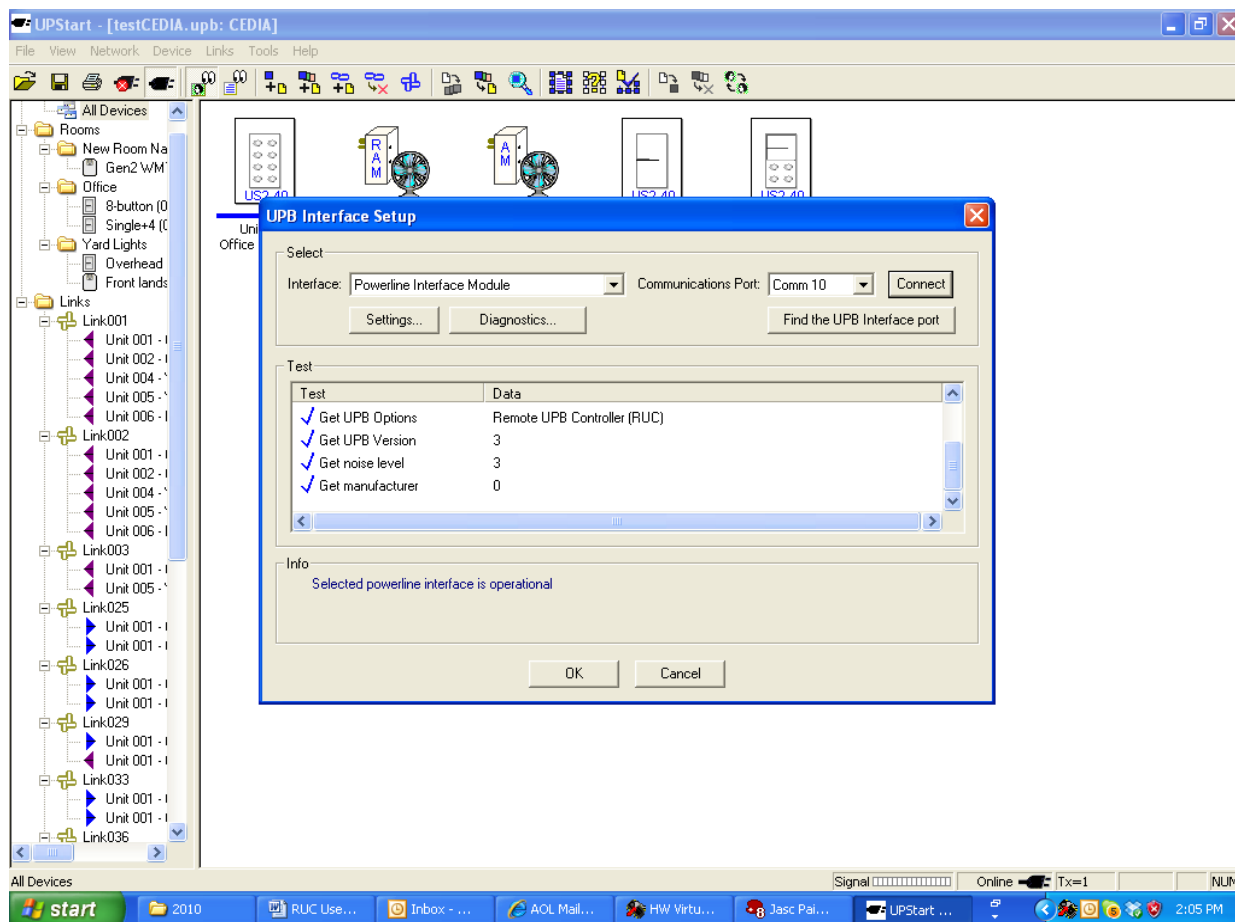 UPStart - [testCEDIA.upb: CEDIA]
File View Network Device Links Tools Help
All Devices
Rooms
New Room Na
Gen2 WM
Office
8-button (0
Single+4 (0
Yard Lights
Overhead
Front lands
Links
Link001
Unit 001 -
Unit 002 -
Unit 004 -
Unit 005 -
Unit 006 -
Link002
Unit 001 -
Unit 002 -
Unit 004 -
Unit 005 -
Unit 006 -
Link003
Unit 001 -
Unit 005 -
Link025
Unit 001 -
Unit 001 -
Link026
Unit 001 -
Unit 001 -
Link029
Unit 001 -
Unit 001 -
Link033
Unit 001 -
Unit 001 -
Link036
US2-40
RAM
AM
US2-40
US2-40
Uni
Office
UPB Interface Setup
Select
Interface: Powerline Interface Module Communications Port: Comm 10 Connect
Settings... Diagnostics... Find the UPB Interface port
Test
Test Data
Get UPB Options Remote UPB Controller (RUC)
Get UPB Version 3
Get noise level 3
Get manufacturer 0
Info
Selected powerline interface is operational
OK Cancel
All Devices Signal Online Tx=1 NUM
start 2010 RUC Use... Inbox - ... AOL Mail... HW Virtu... Jasc Pai... UPStart ... 2:05 PM